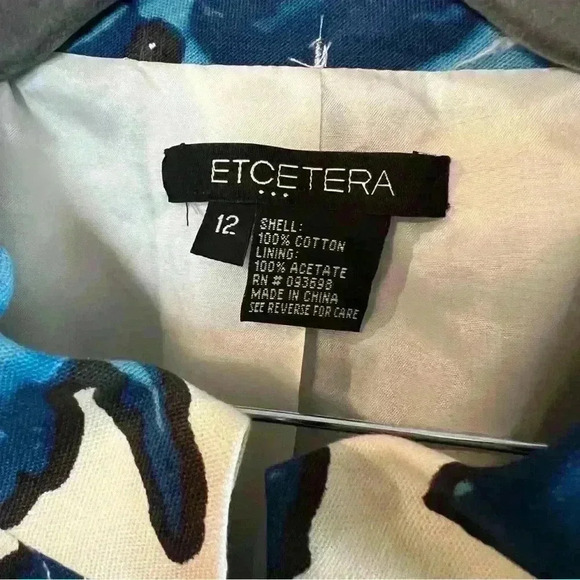 ETCETERA
12
SHELL:
100% COTTON
LINING:
100% ACETATE
RN # 093698
MADE IN CHINA
SEE REVERSE FOR CARE